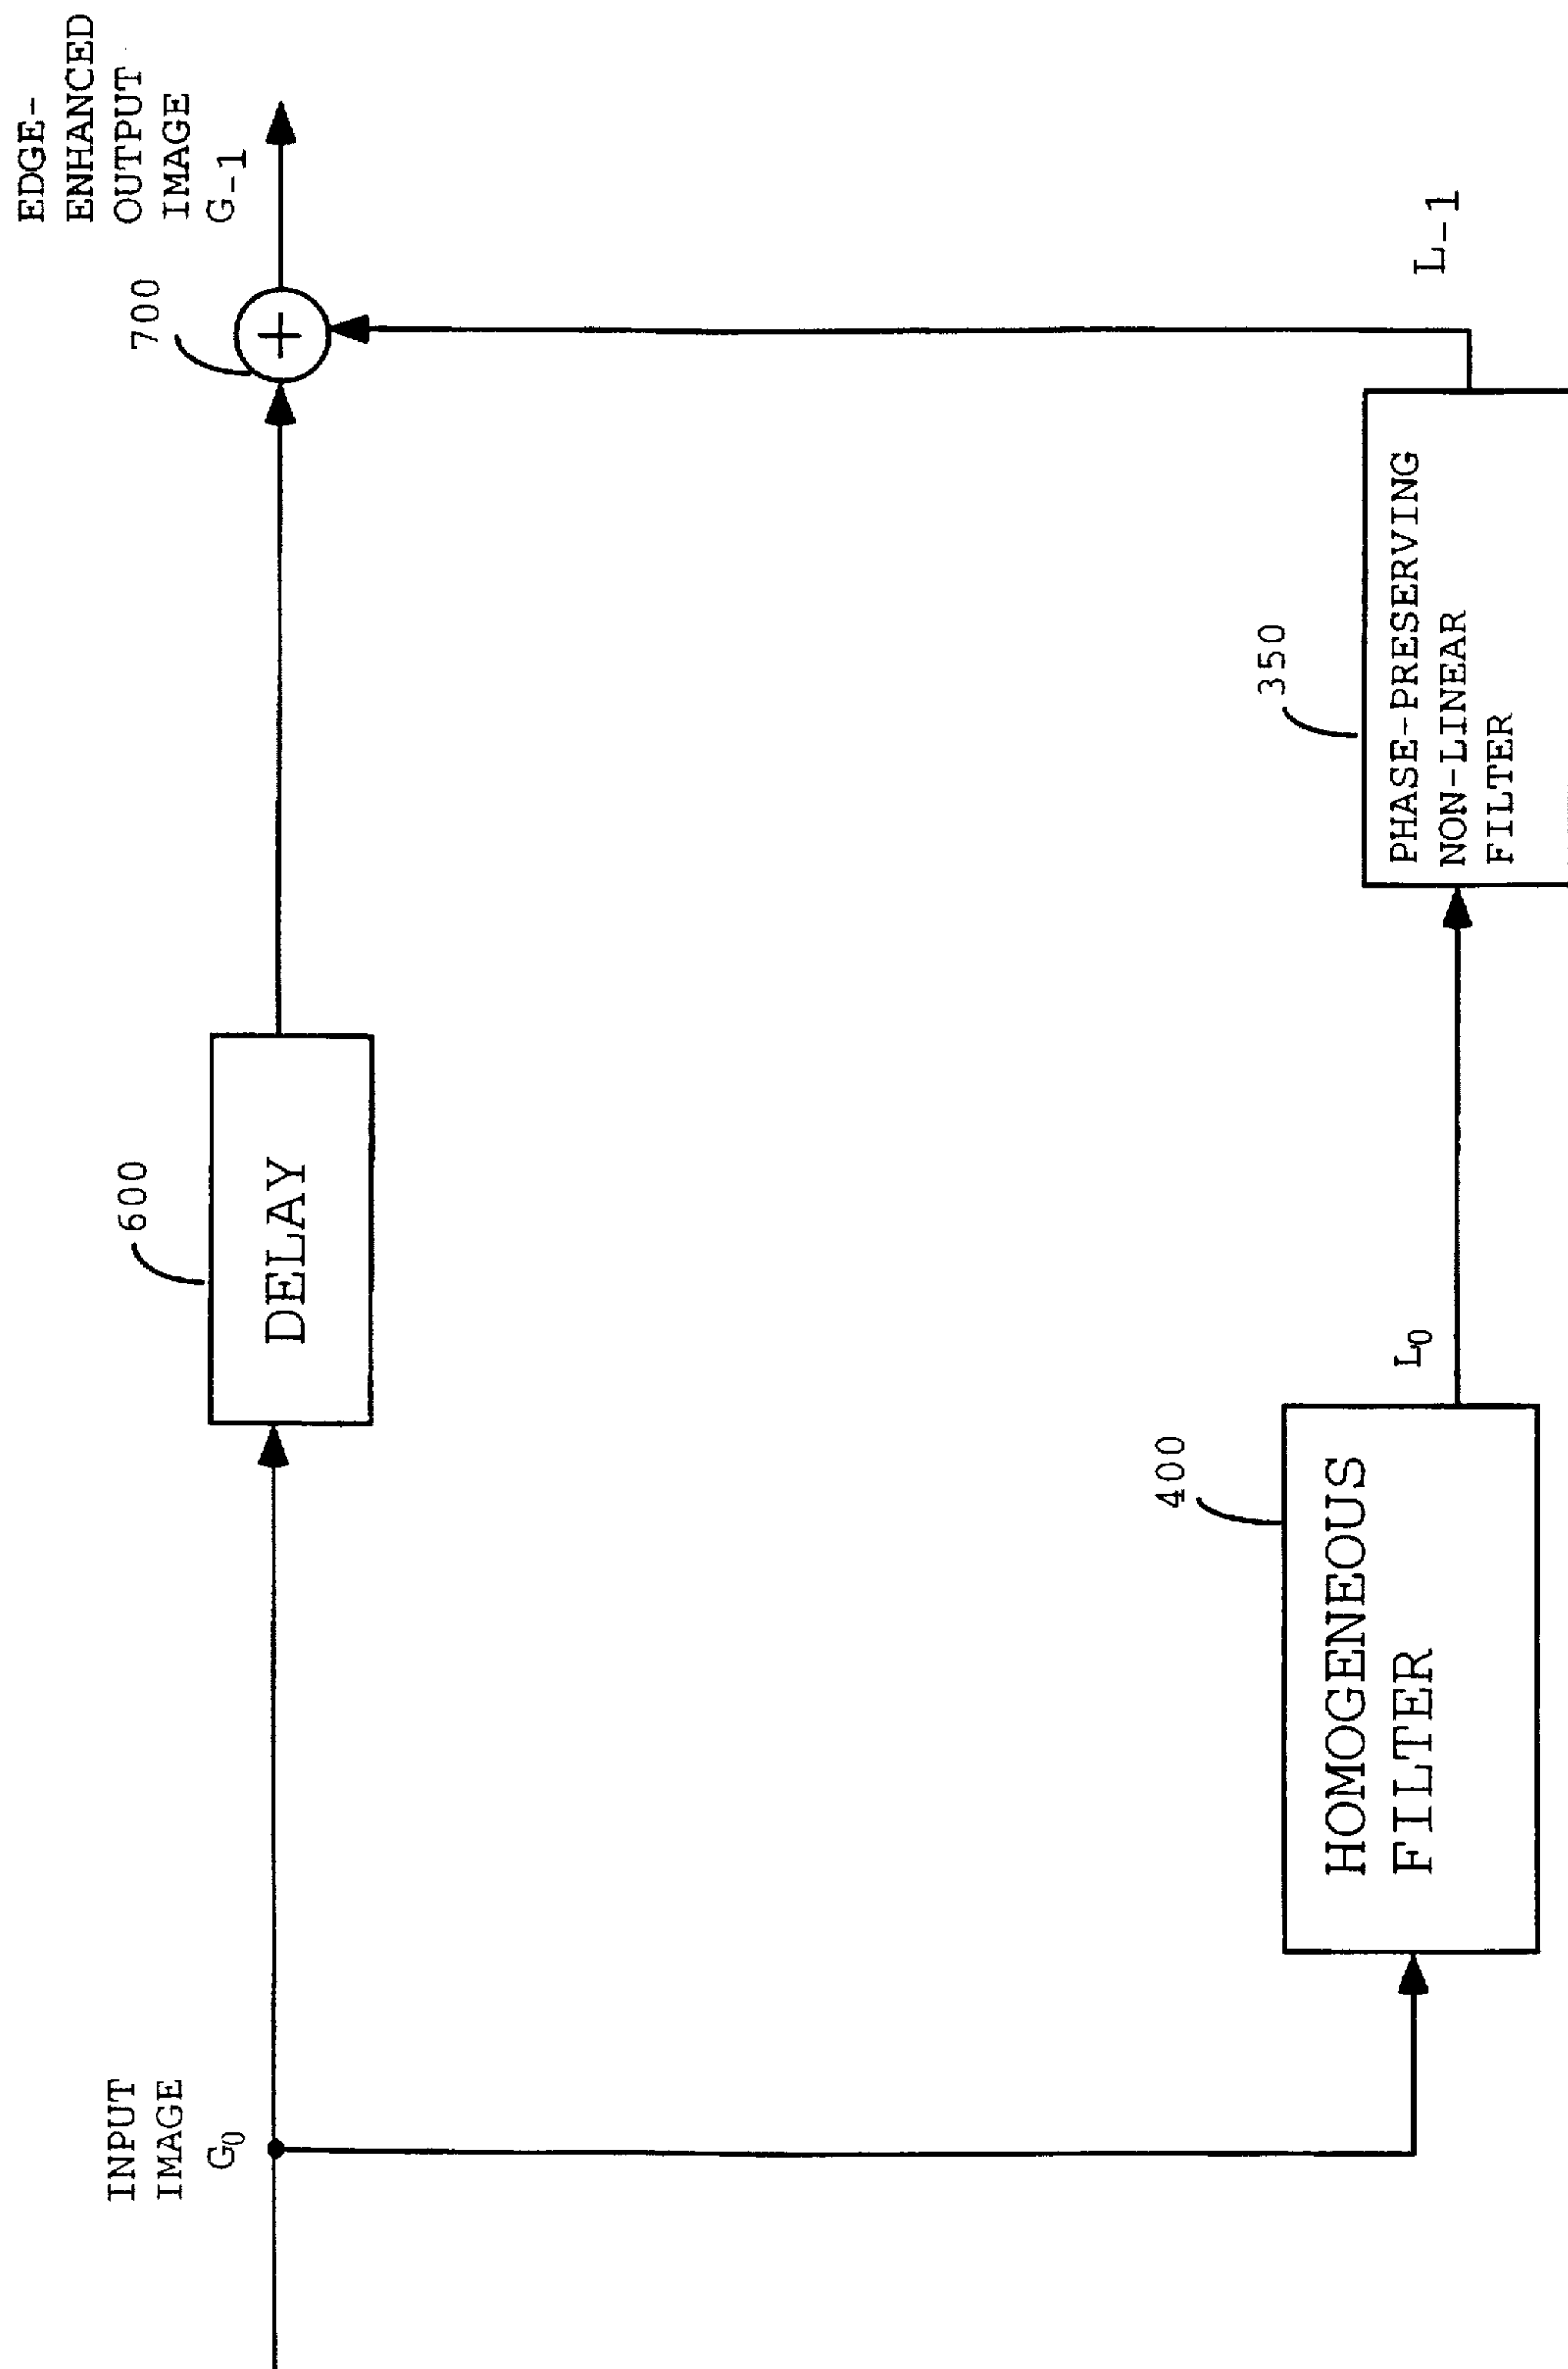 INPUT
IMAGE
G0
600
DELAY
700
EDGE-
ENHANCED
OUTPUT
IMAGE
G-1
400
HOMOGENEOUS
FILTER
L0
350
PHASE-PRESERVING
NON-LINEAR
FILTER
L-1